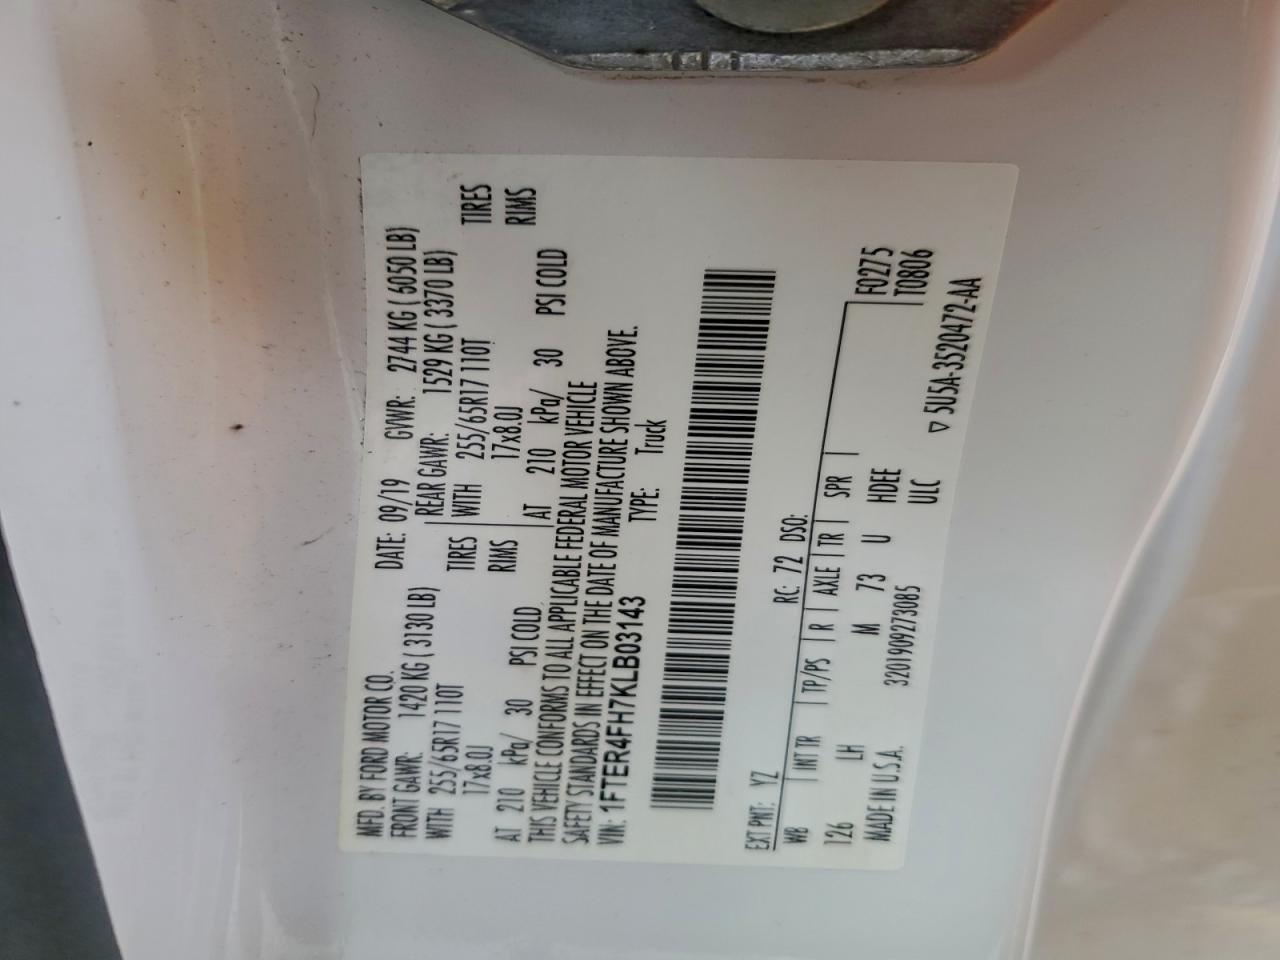 MFD. BY FORD MOTOR CO. DATE: 09/19 GVWR: 2744 KG ( 6050 LB)
FRONT GAWR: 1420 KG ( 3130 LB) REAR GAWR: 1529 KG ( 3370 LB)
WITH 255/65R17 110T TIRES WITH 255/65R17 110T TIRES
17x8.0J RIMS 17x8.0J RIMS
AT 210 kPa/ 30 PSI COLD AT 210 kPa/ 30 PSI COLD
THIS VEHICLE CONFORMS TO ALL APPLICABLE FEDERAL MOTOR VEHICLE
SAFETY STANDARDS IN EFFECT ON THE DATE OF MANUFACTURE SHOWN ABOVE.
VIN: 1FTER4FH7KLB03143 TYPE: Truck
EXT PNT: YZ RC: 72 DSO:
WB INT TR TP/PS R AXLE TR SPR F0275
T0806
126 LH M 73 U HDEE
ULC
MADE IN U.S.A. 3201909273085 ▽ 5U5A-3520472-AA